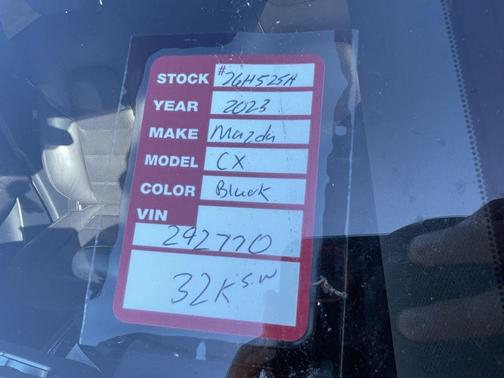 STOCK # 26H525A
YEAR 2023
MAKE Mazda
MODEL CX
COLOR Black
VIN
292770
32K S.W